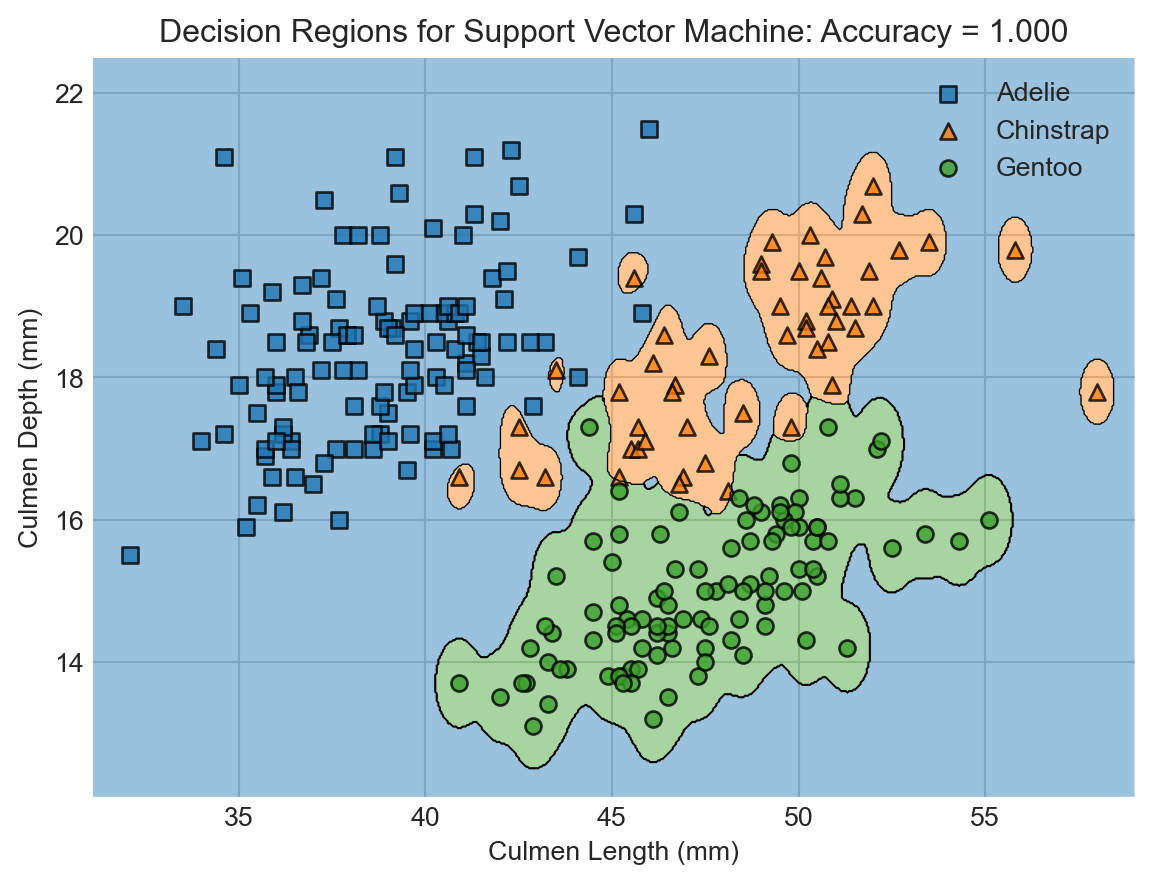 Decision Regions for Support Vector Machine: Accuracy = 1.000
Adelie
Chinstrap
Gentoo
22
20
18
16
14
35
40
45
50
55
Culmen Depth (mm)
Culmen Length (mm)